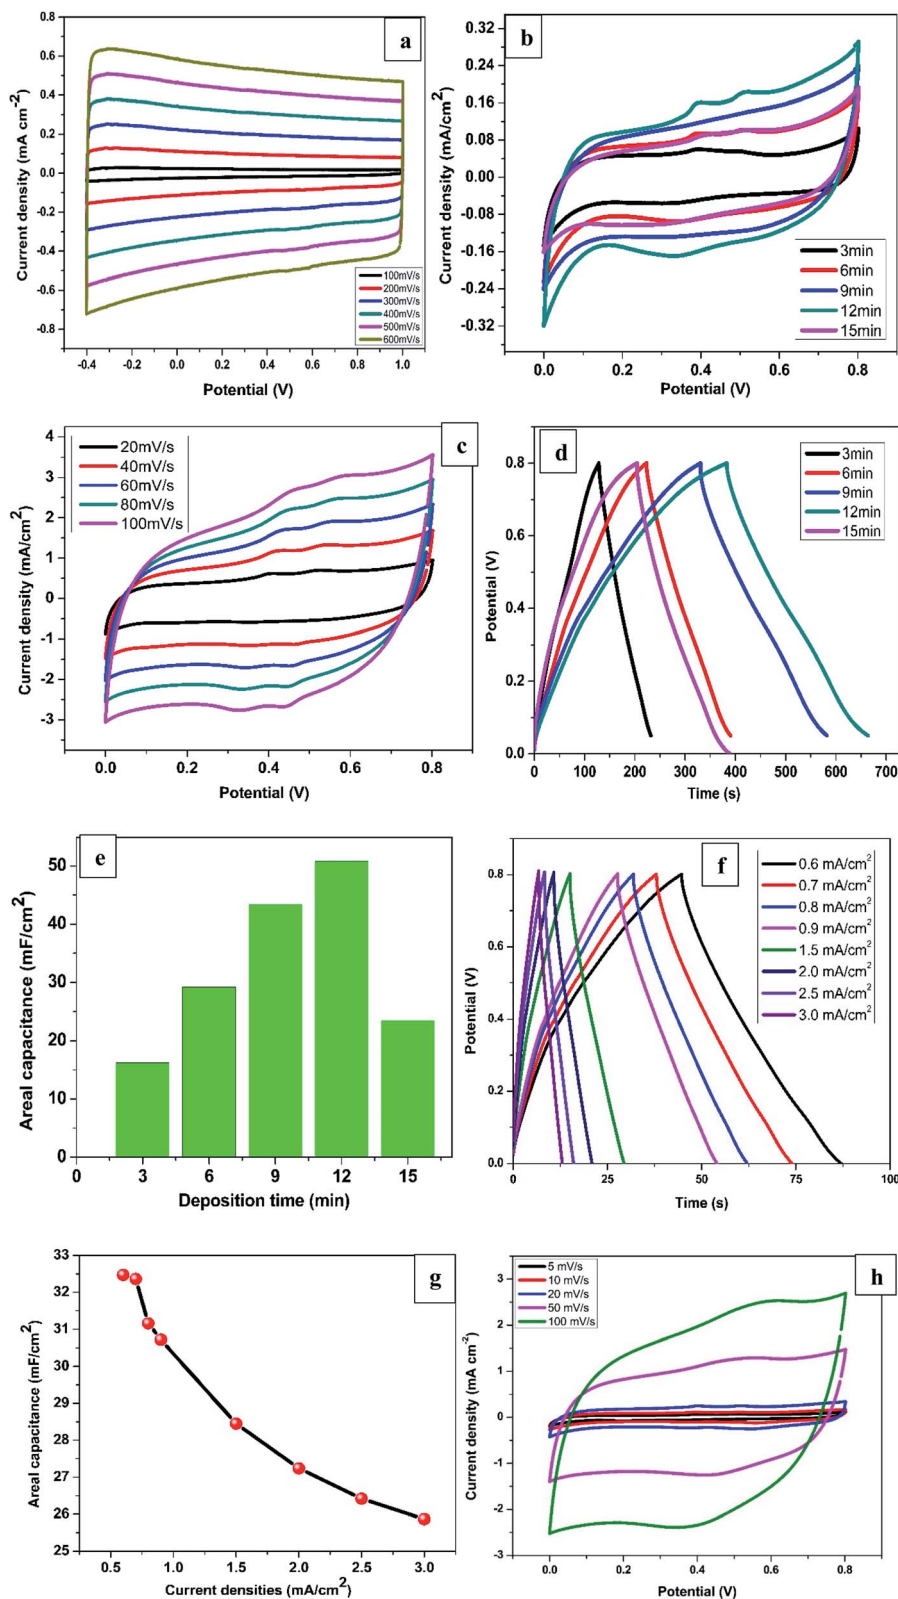 a
0.8
0.6
0.4
0.2
0.0
-0.2
-0.4
-0.6
-0.8
Current density (mA cm-2)
100mV/s
200mV/s
300mV/s
400mV/s
500mV/s
600mV/s
-0.4 -0.2 0.0 0.2 0.4 0.6 0.8 1.0
Potential (V)
b
0.32
0.24
0.16
0.08
0.00
-0.08
-0.16
-0.24
-0.32
Current density (mA/cm2)
3min
6min
9min
12min
15min
0.0 0.2 0.4 0.6 0.8
Potential (V)
c
4
3
2
1
0
-1
-2
-3
Current density (mA/cm2)
20mV/s
40mV/s
60mV/s
80mV/s
100mV/s
0.0 0.2 0.4 0.6 0.8
Potential (V)
d
0.8
0.6
0.4
0.2
0.0
Potential (V)
3min
6min
9min
12min
15min
0 100 200 300 400 500 600 700
Time (s)
e
50
40
30
20
10
0
Areal capacitance (mF/cm2)
3 6 9 12 15
Deposition time (min)
f
0.8
0.6
0.4
0.2
0.0
Potential (V)
0.6 mA/cm2
0.7 mA/cm2
0.8 mA/cm2
0.9 mA/cm2
1.5 mA/cm2
2.0 mA/cm2
2.5 mA/cm2
3.0 mA/cm2
0 25 50 75 100
Time (s)
g
33
32
31
30
29
28
27
26
25
Areal capacitance (mF/cm2)
0.5 1.0 1.5 2.0 2.5 3.0
Current densities (mA/cm2)
h
3
2
1
0
-1
-2
-3
Current density (mA cm-2)
5 mV/s
10 mV/s
20 mV/s
50 mV/s
100 mV/s
0.0 0.2 0.4 0.6 0.8
Potential (V)